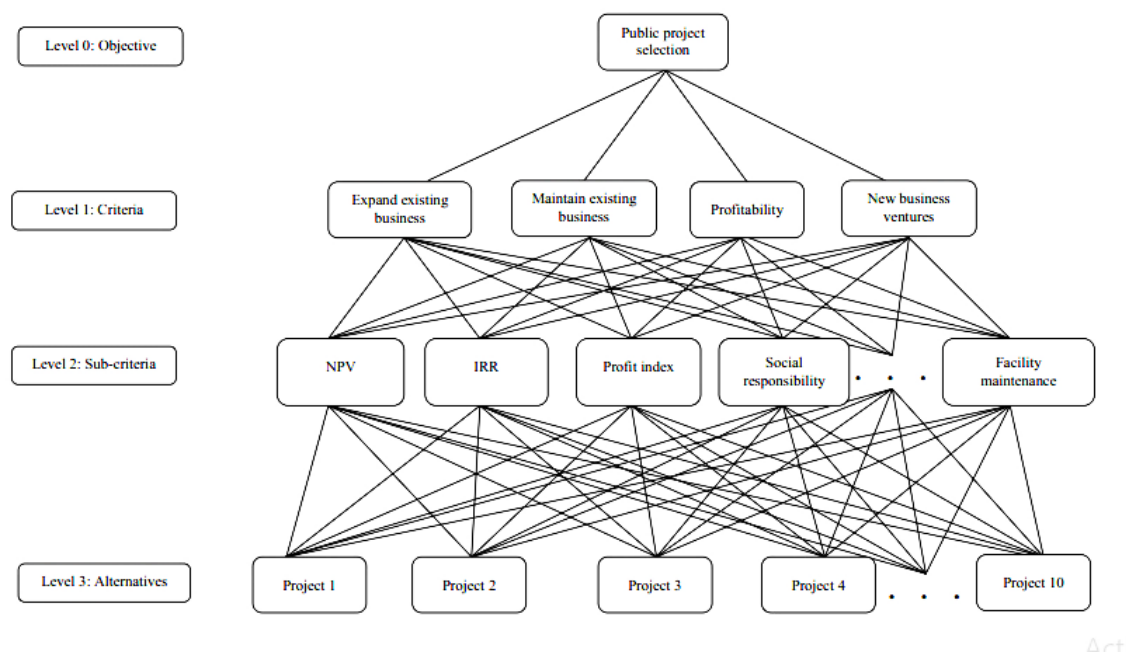 Public project
selection
Level 0: Objective
Expand existing
business
Maintain existing
business
Profitability
New business
ventures
Level 1: Criteria
NPV
IRR
Profit index
Social
responsibility
. . .
Facility
maintenance
Level 2: Sub-criteria
Project 1
Project 2
Project 3
Project 4
. . .
Project 10
Level 3: Alternatives
Act